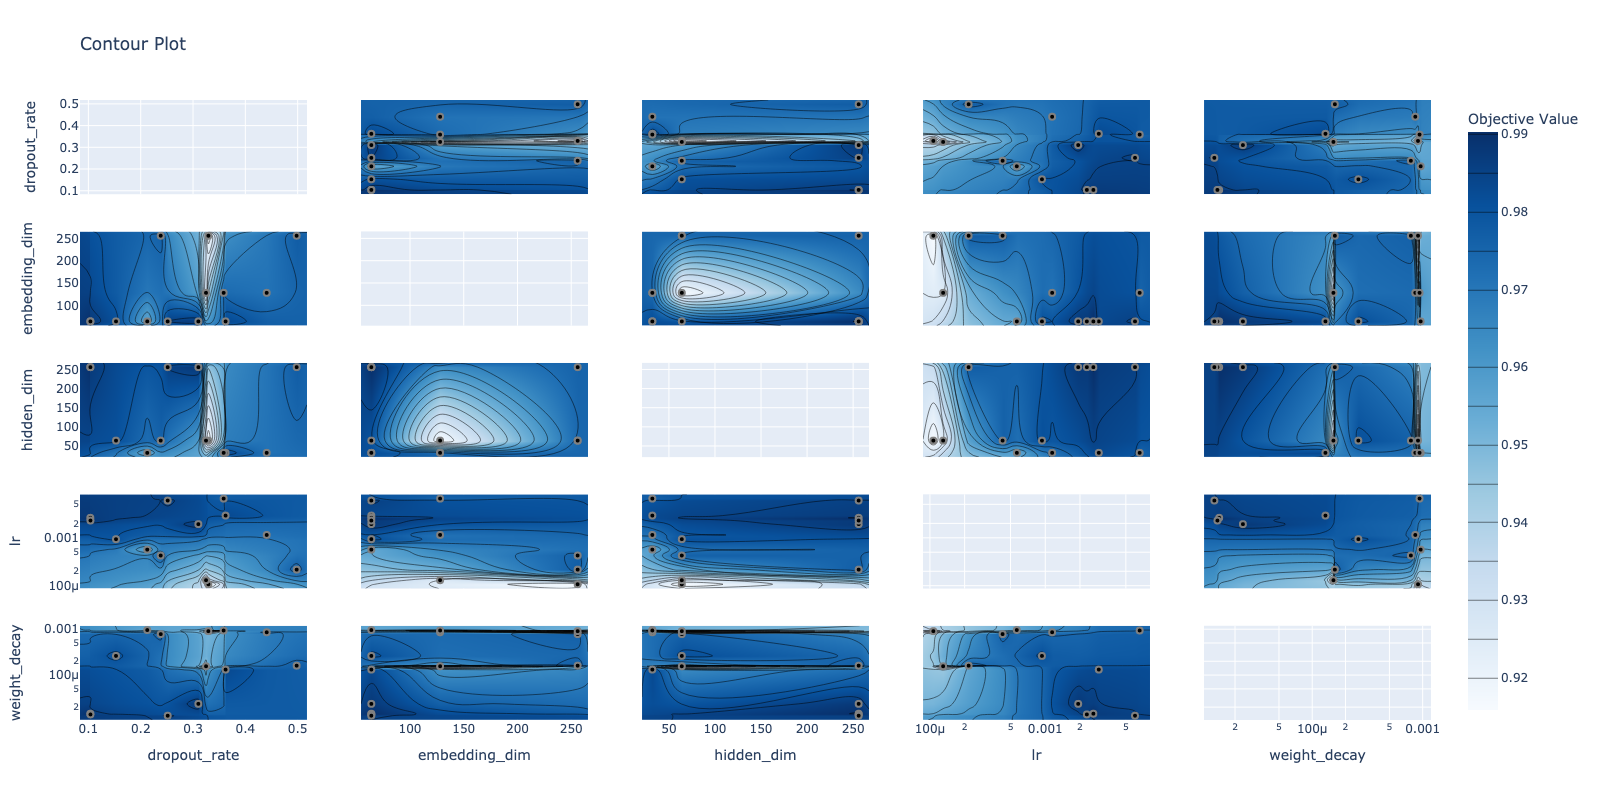 Contour Plot
Objective Value
dropout_rate
0.5
0.4
0.3
0.2
0.1
embedding_dim
250
200
150
100
hidden_dim
250
200
150
100
50
lr
5
2
0.001
5
2
100μ
weight_decay
0.001
5
2
100μ
5
2
0.1 0.2 0.3 0.4 0.5
dropout_rate
100 150 200 250
embedding_dim
50 100 150 200 250
hidden_dim
100μ 2 5 0.001 2 5
lr
2 5 100μ 2 5 0.001
weight_decay
0.99
0.98
0.97
0.96
0.95
0.94
0.93
0.92